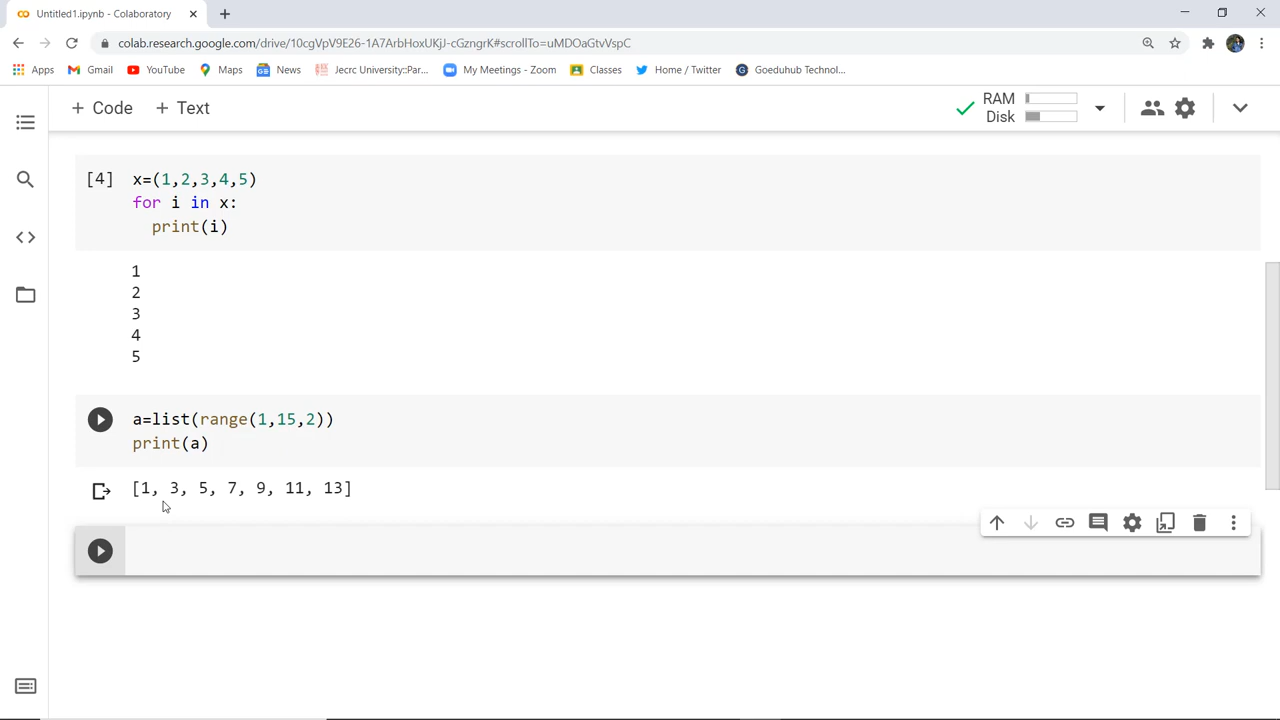 Untitled1.ipynb - Colaboratory
colab.research.google.com/drive/10cgVpV9E26-1A7ArbHoxUKjJ-cGzngrK#scrollTo=uMDOaGtvVspC
Apps Gmail YouTube Maps News Jecrc University::Par... My Meetings - Zoom Classes Home / Twitter Goeduhub Technol...
+ Code + Text RAM
Disk
[4] x=(1,2,3,4,5)
for i in x:
print(i)
1
2
3
4
5
a=list(range(1,15,2))
print(a)
[1, 3, 5, 7, 9, 11, 13]